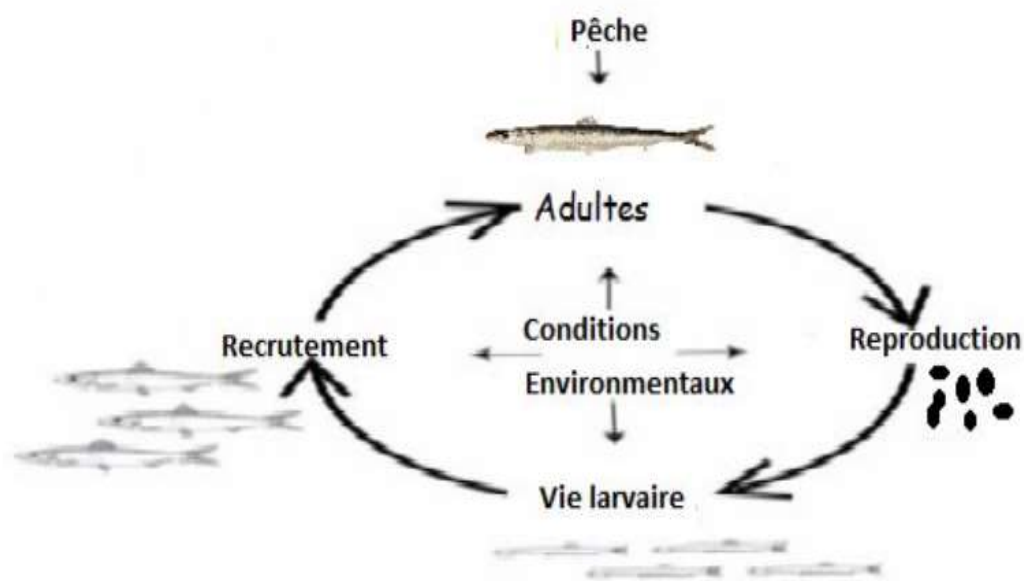 Pêche
Adultes
Conditions
Environmentaux
Recrutement
Reproduction
Vie larvaire